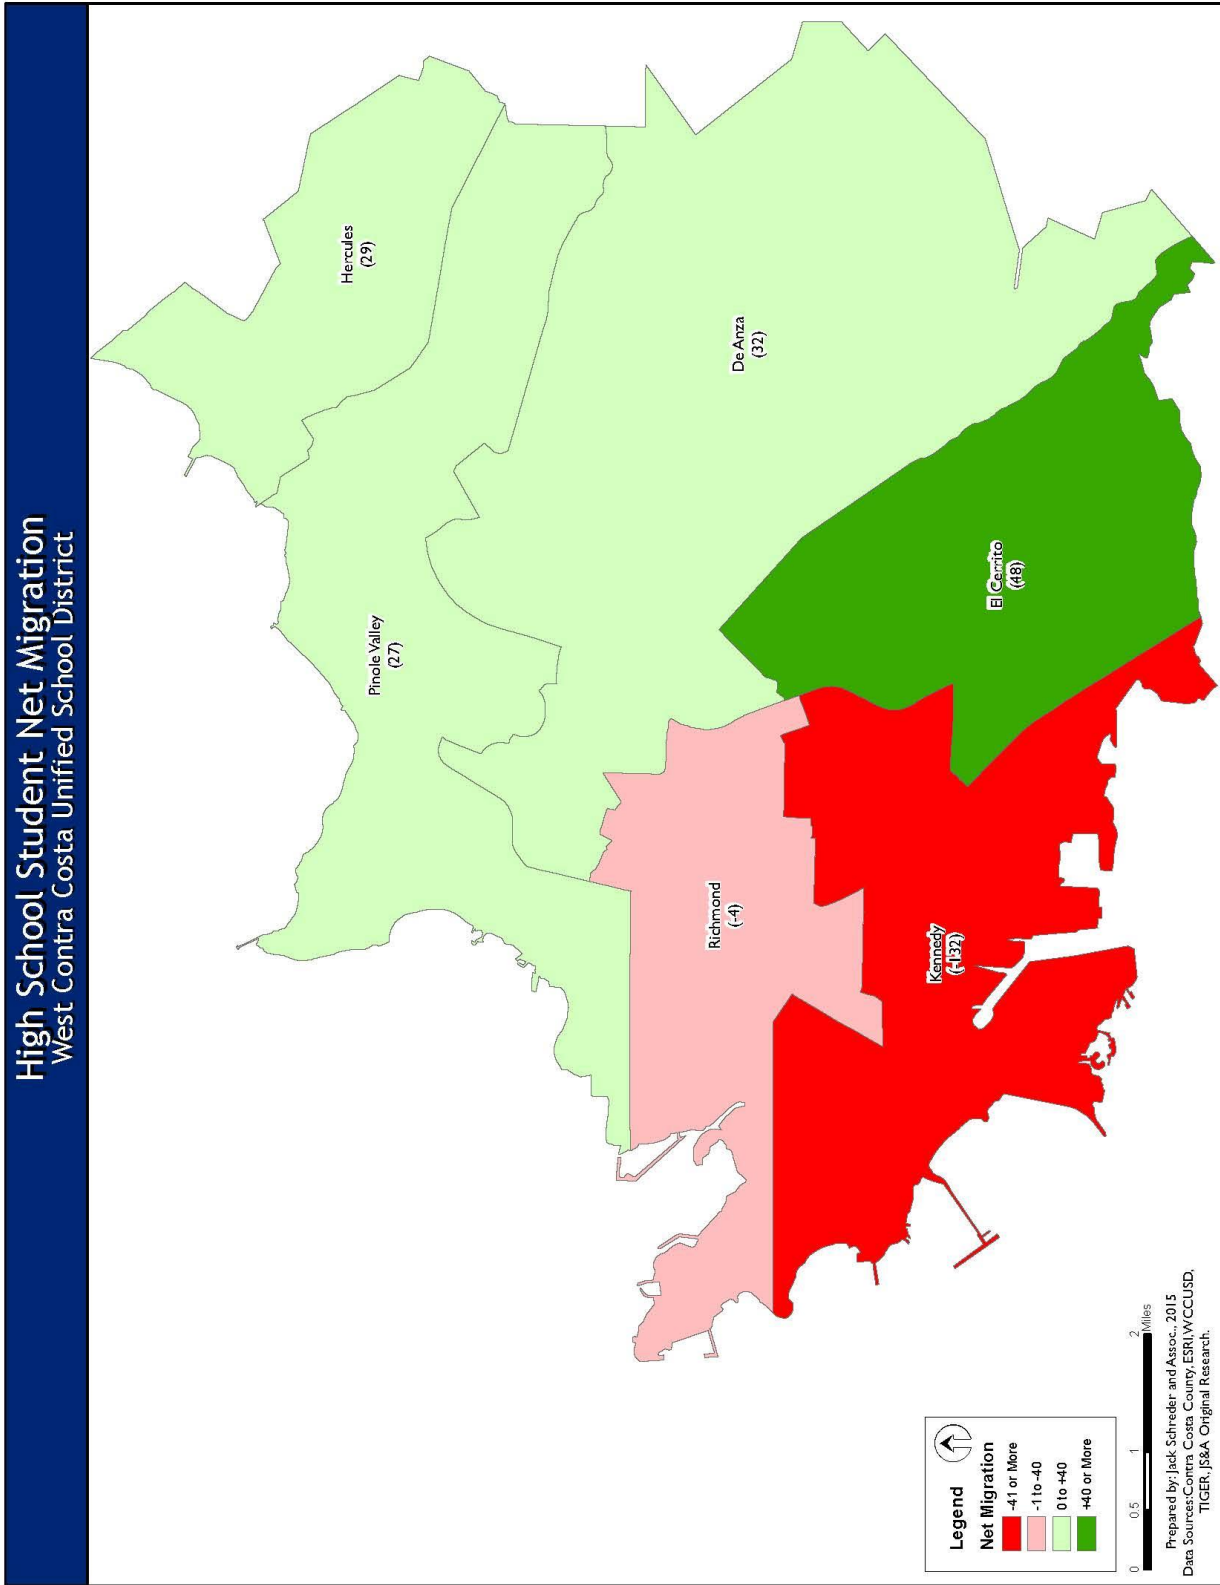 High School Student Net Migration
West Contra Costa Unified School District
Hercules
(29)
Pinole Valley
(27)
De Anza
(32)
El Cerrito
(48)
Richmond
(-4)
Kennedy
(-132)
Legend
Net Migration
-41 or More
-1 to -40
0 to +40
+40 or More
0 0.5 1 2
Miles
Prepared by: Jack Schreder and Assoc., 2015
Data Sources:Contra Costa County, ESRI, WCCUSD,
TIGER, JS&A Original Research.